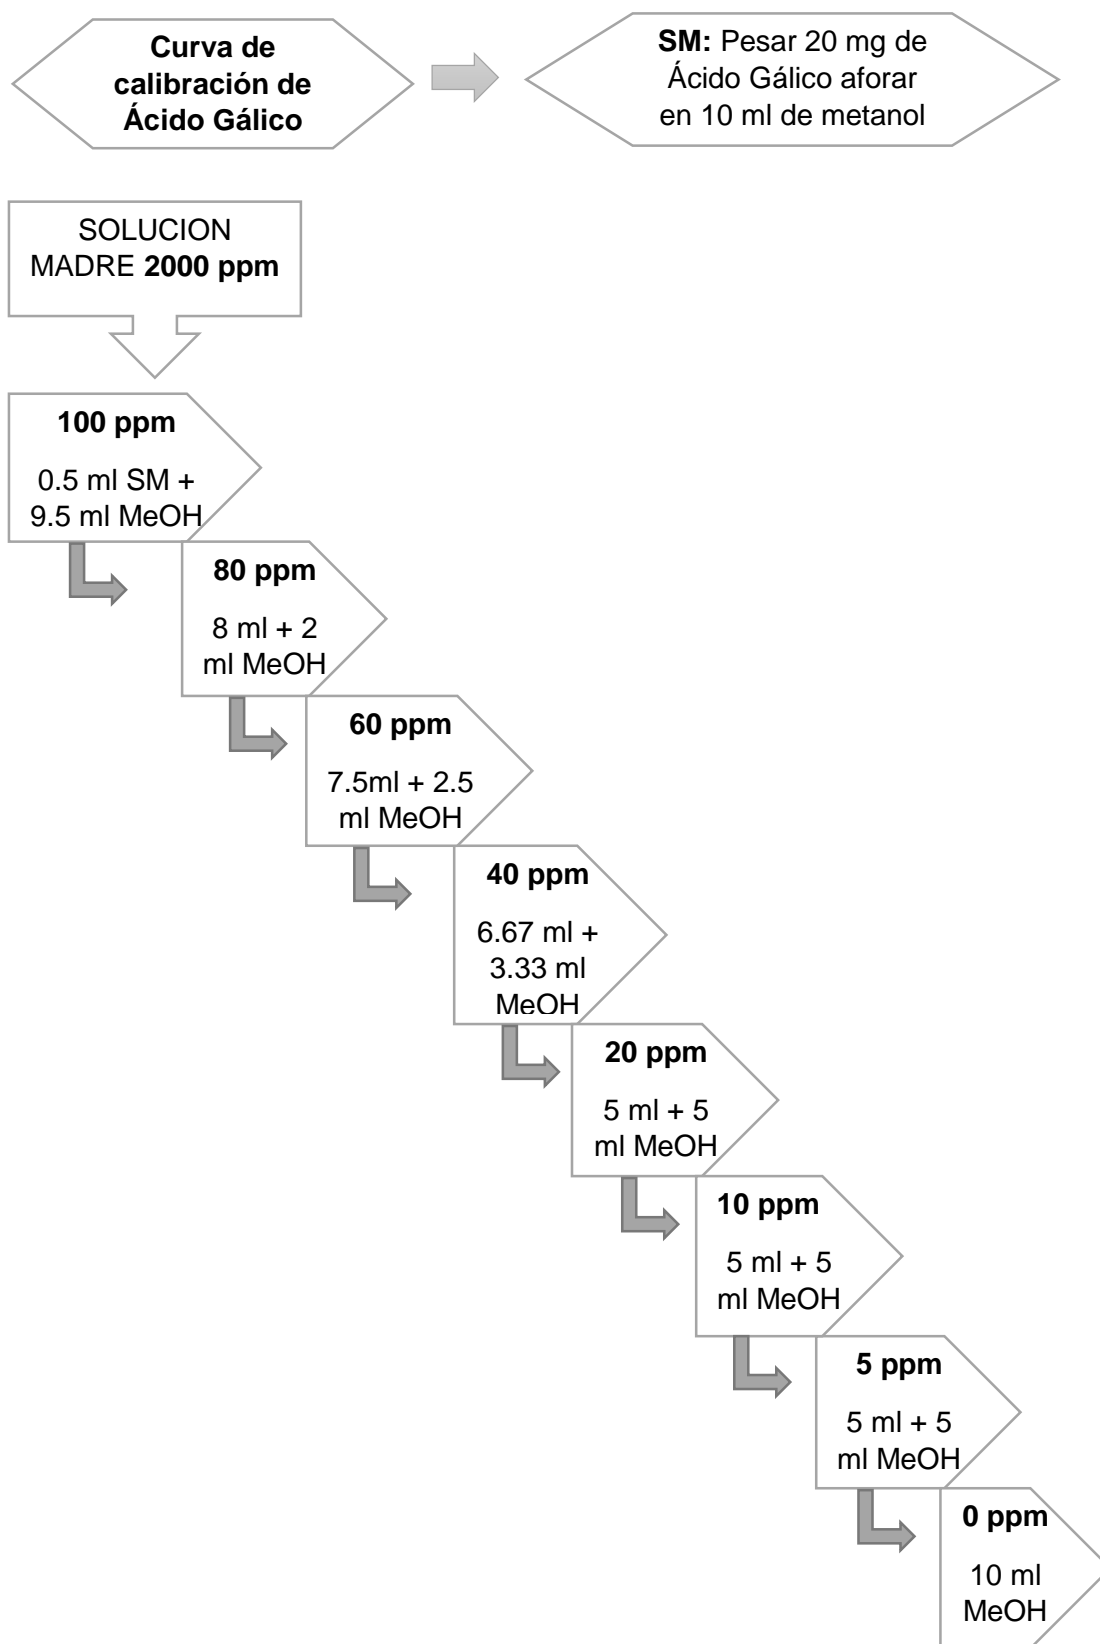 Curva de
calibración de
Ácido Gálico
SM: Pesar 20 mg de
Ácido Gálico aforar
en 10 ml de metanol
SOLUCION
MADRE 2000 ppm
100 ppm
0.5 ml SM +
9.5 ml MeOH
80 ppm
8 ml + 2
ml MeOH
60 ppm
7.5ml + 2.5
ml MeOH
40 ppm
6.67 ml +
3.33 ml
MeOH
20 ppm
5 ml + 5
ml MeOH
10 ppm
5 ml + 5
ml MeOH
5 ppm
5 ml + 5
ml MeOH
0 ppm
10 ml
MeOH